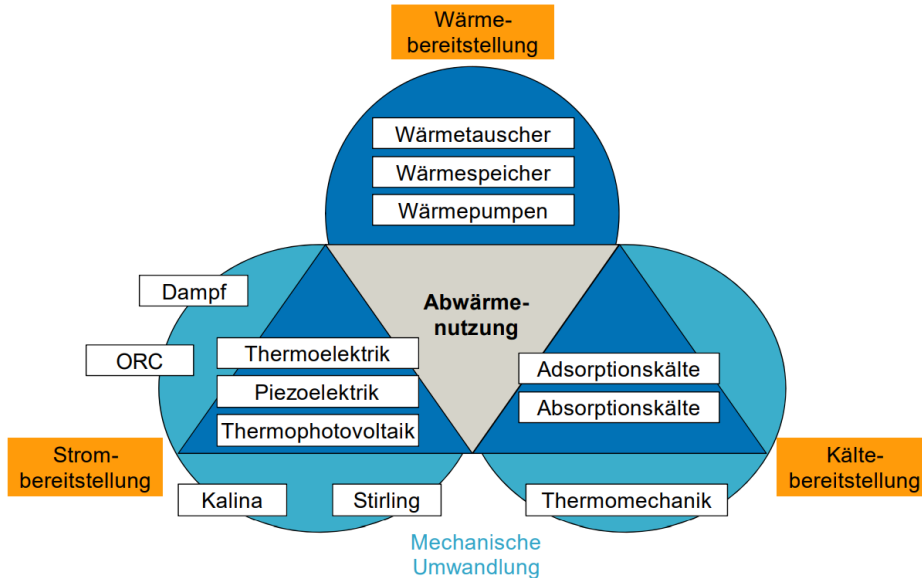 Wärme-
bereitstellung
Wärmetauscher
Wärmespeicher
Wärmepumpen
Abwärme-
nutzung
Dampf
ORC
Thermoelektrik
Piezoelektrik
Thermophotovoltaik
Adsorptionskälte
Absorptionskälte
Strom-
bereitstellung
Kälte-
bereitstellung
Kalina
Stirling
Thermomechanik
Mechanische
Umwandlung